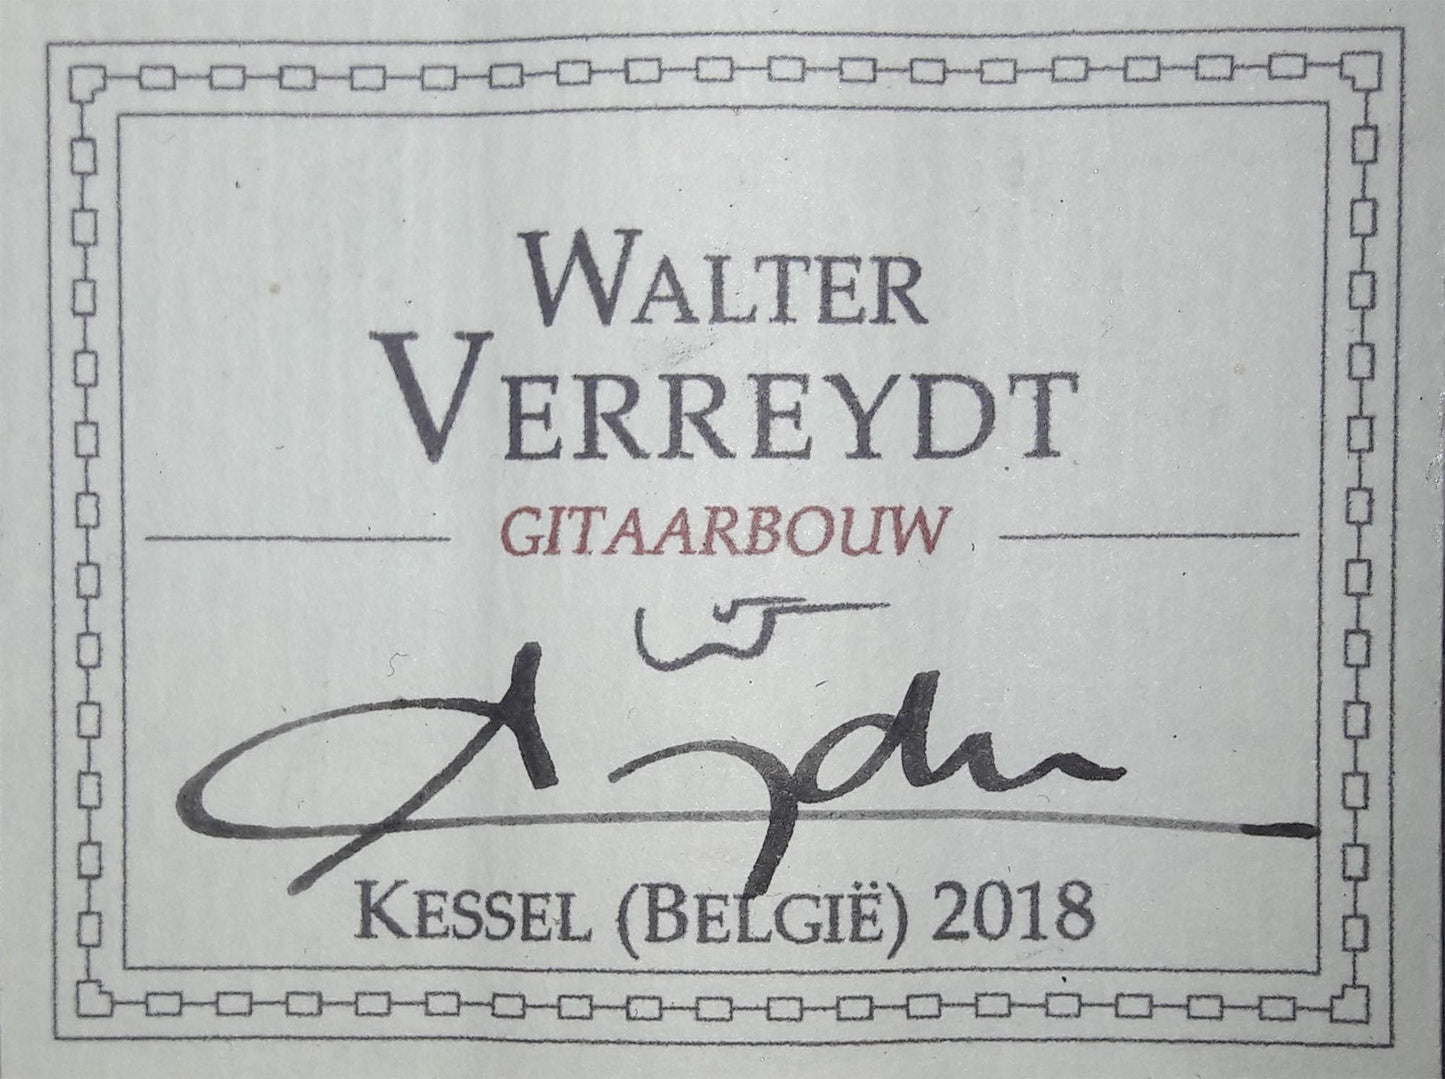 WALTER
VERREYDT
GITAARBOUW
KESSEL (BELGIË) 2018